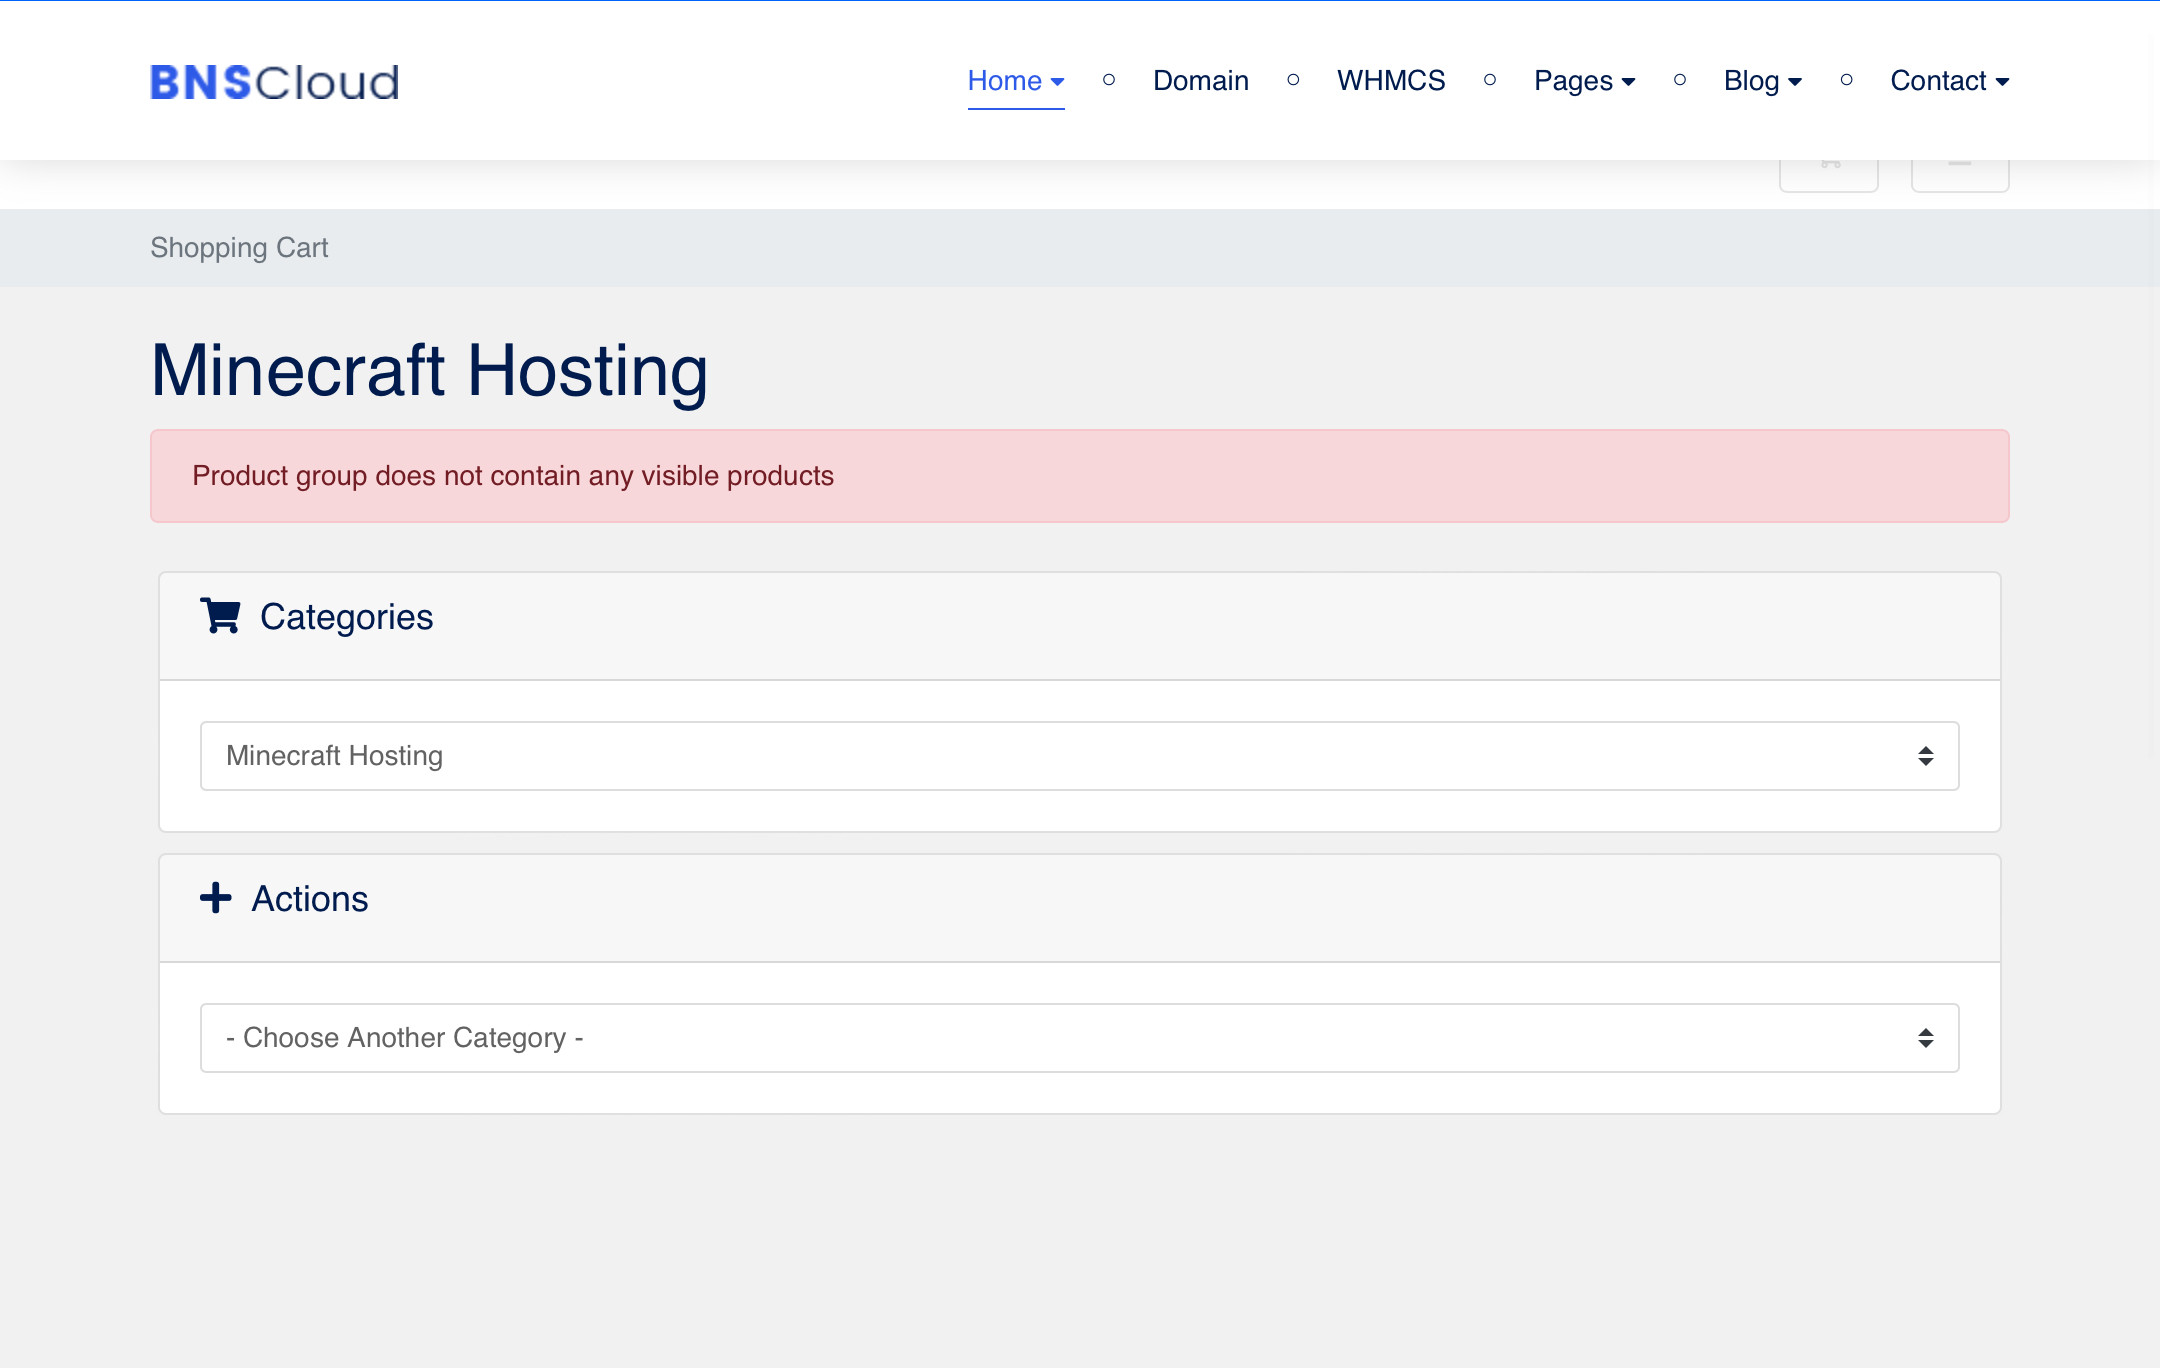 BNSCloud
Home
Domain
WHMCS
Pages
Blog
Contact
Shopping Cart
Minecraft Hosting
Product group does not contain any visible products
Categories
Minecraft Hosting
Actions
- Choose Another Category -